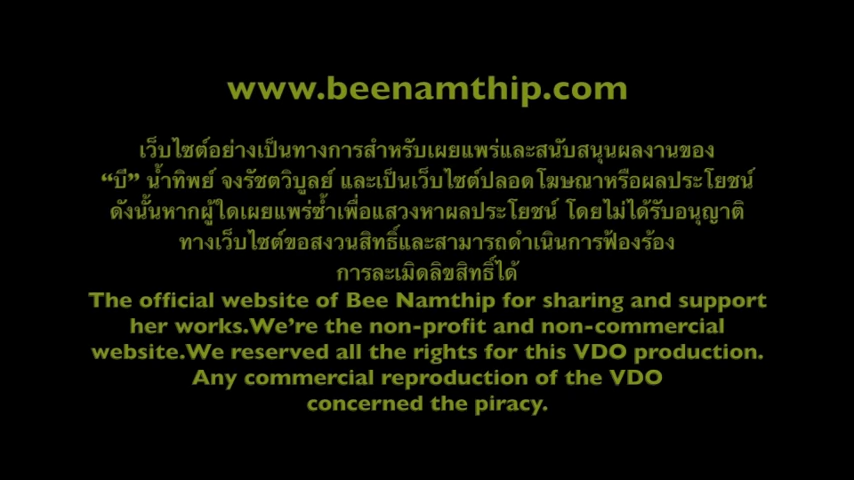 www.beenamthip.com
เว็บไซต์อย่างเป็นทางการสำหรับเผยแพร่และสนับสนุนผลงานของ
“บี” น้ำทิพย์ จงรัชตวิบูลย์ และเป็นเว็บไซต์ปลอดโฆษณาหรือผลประโยชน์
ดังนั้นหากผู้ใดเผยแพร่ซ้ำเพื่อแสวงหาผลประโยชน์ โดยไม่ได้รับอนุญาติ
ทางเว็บไซต์ขอสงวนสิทธิ์และสามารถดำเนินการฟ้องร้อง
การละเมิดลิขสิทธิ์ได้
The official website of Bee Namthip for sharing and support
her works.We’re the non-profit and non-commercial
website.We reserved all the rights for this VDO production.
Any commercial reproduction of the VDO
concerned the piracy.